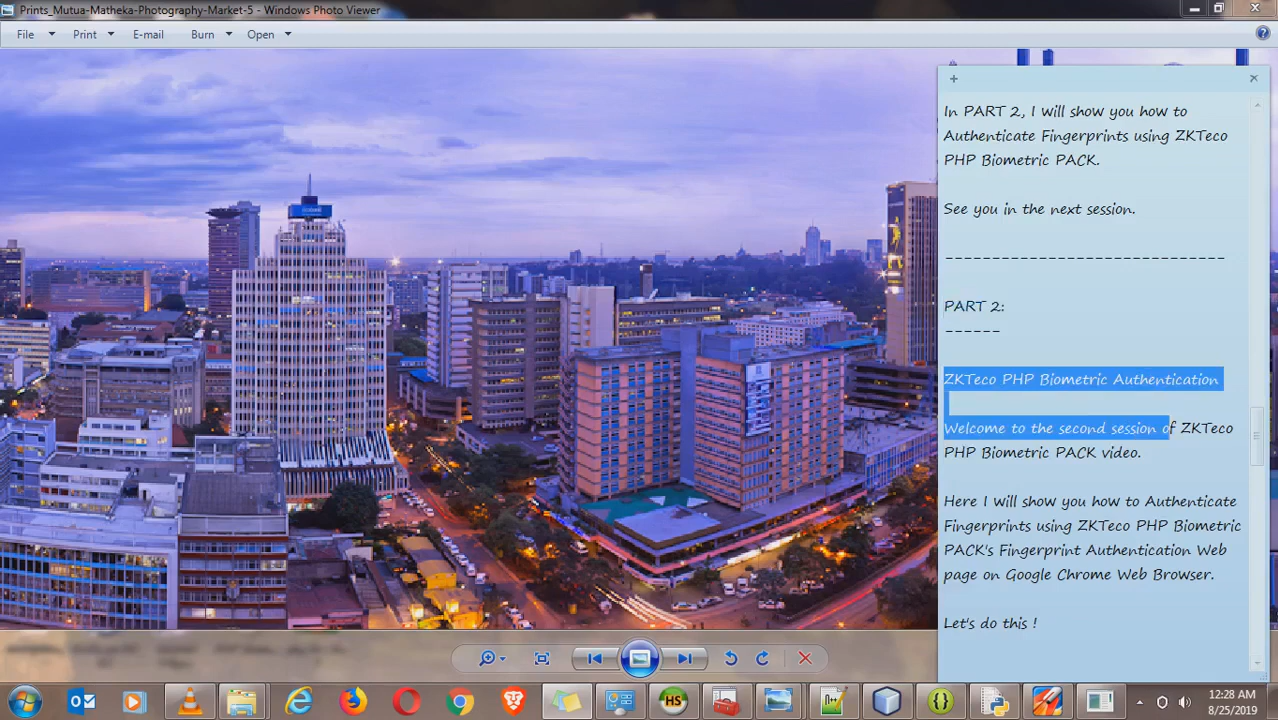 Prints_Mutua-Matheka-Photography-Market-5 - Windows Photo Viewer
File Print E-mail Burn Open
In PART 2, I will show you how to
Authenticate Fingerprints using ZKTeco
PHP Biometric PACK.
See you in the next session.
------------------------------
PART 2:
------
ZKTeco PHP Biometric Authentication
Welcome to the second session of ZKTeco
PHP Biometric PACK video.
Here I will show you how to Authenticate
Fingerprints using ZKTeco PHP Biometric
PACK's Fingerprint Authentication Web
page on Google Chrome Web Browser.
Let's do this !
HS
12:28 AM
8/25/2019